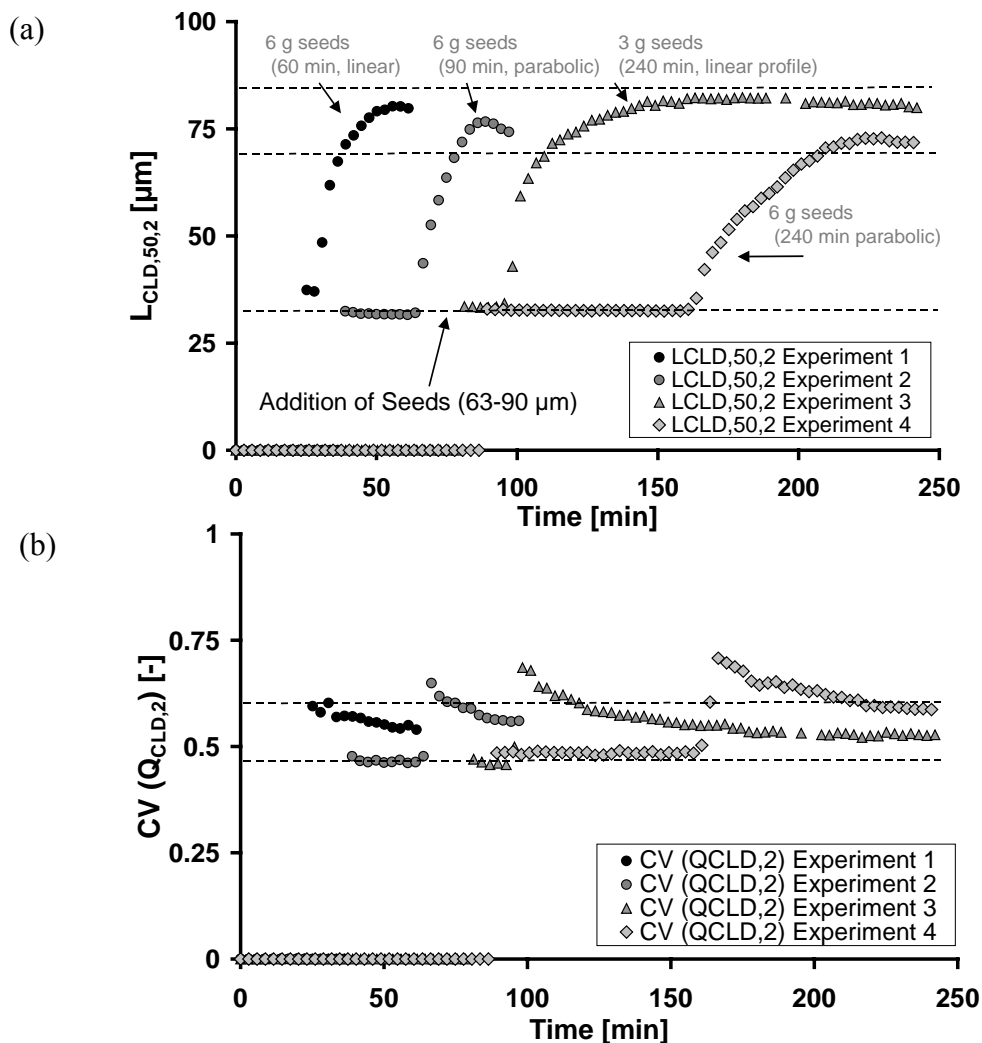 (a)
100
75
50
25
0
L_CLD,50,2 [µm]
6 g seeds
(60 min, linear)
6 g seeds
(90 min, parabolic)
3 g seeds
(240 min, linear profile)
6 g seeds
(240 min parabolic)
Addition of Seeds (63-90 µm)
LCLD,50,2 Experiment 1
LCLD,50,2 Experiment 2
LCLD,50,2 Experiment 3
LCLD,50,2 Experiment 4
0 50 100 150 200 250
Time [min]
(b)
1
0.75
0.5
0.25
0
CV (Q_CLD,2) [-]
CV (QCLD,2) Experiment 1
CV (QCLD,2) Experiment 2
CV (QCLD,2) Experiment 3
CV (QCLD,2) Experiment 4
0 50 100 150 200 250
Time [min]